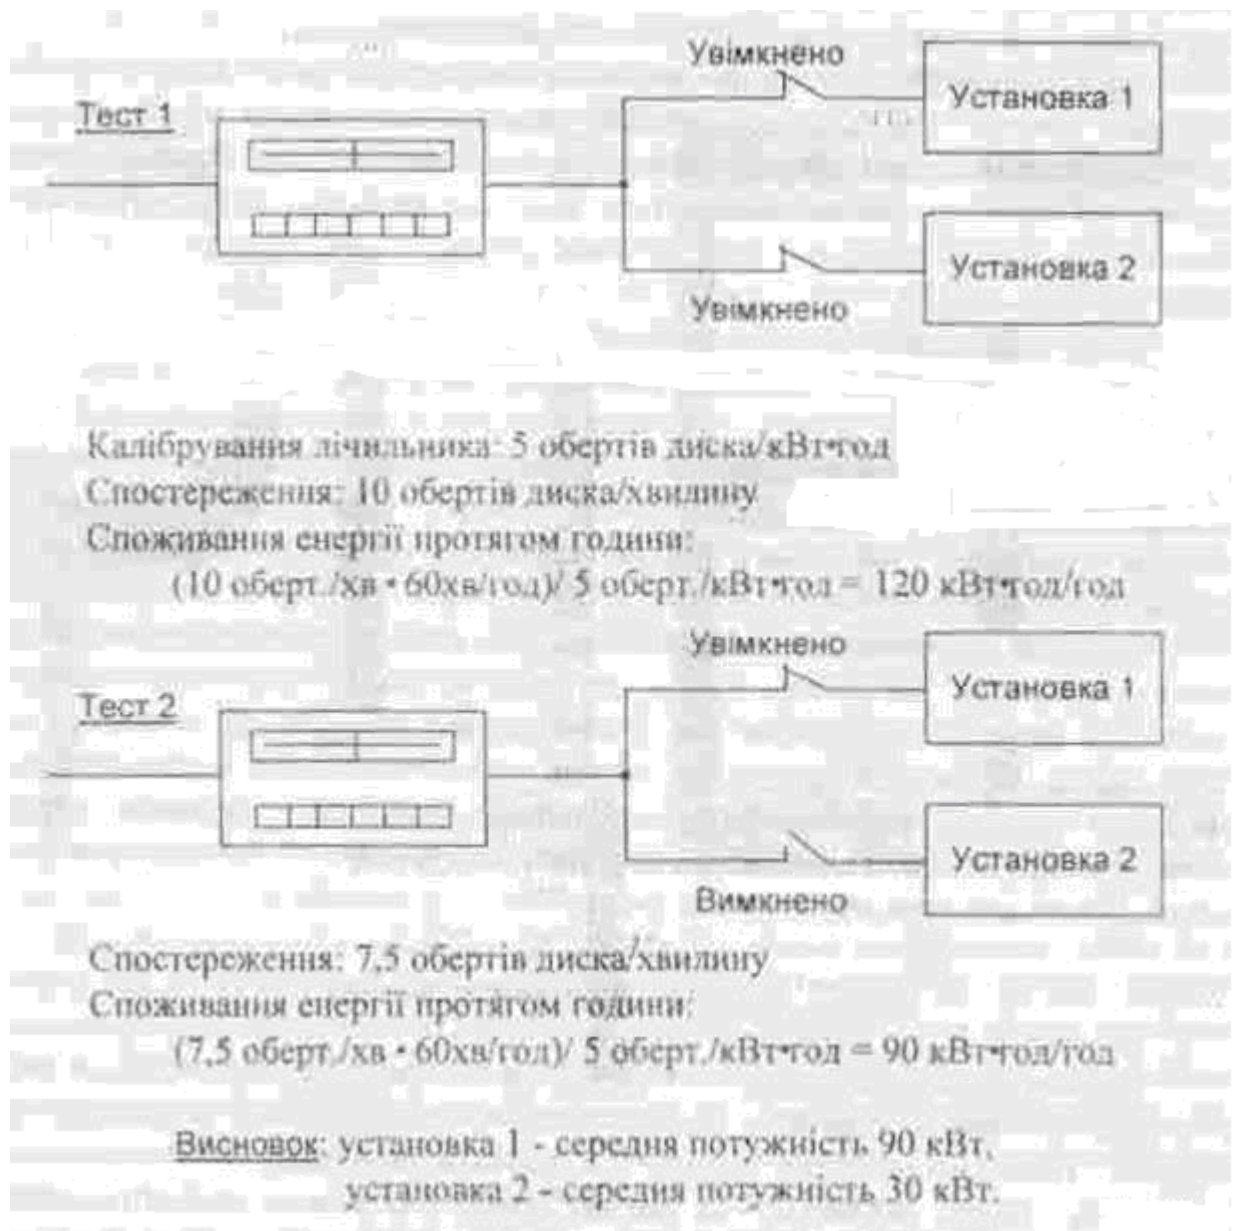 Увімкнено
Тест 1
Установка 1
Установка 2
Увімкнено
Калібрування лічильника: 5 обертів диска/кВт•год
Спостереження: 10 обертів диска/хвилину
Споживання енергії протягом години:
(10 оберт./хв • 60хв/год)/ 5 оберт./кВт•год = 120 кВт•год/год
Увімкнено
Тест 2
Установка 1
Установка 2
Вимкнено
Спостереження: 7,5 обертів диска/хвилину
Споживання енергії протягом години:
(7,5 оберт./хв • 60хв/год)/ 5 оберт./кВт•год = 90 кВт•год/год
Висновок: установка 1 - середня потужність 90 кВт,
установка 2 - середня потужність 30 кВт.